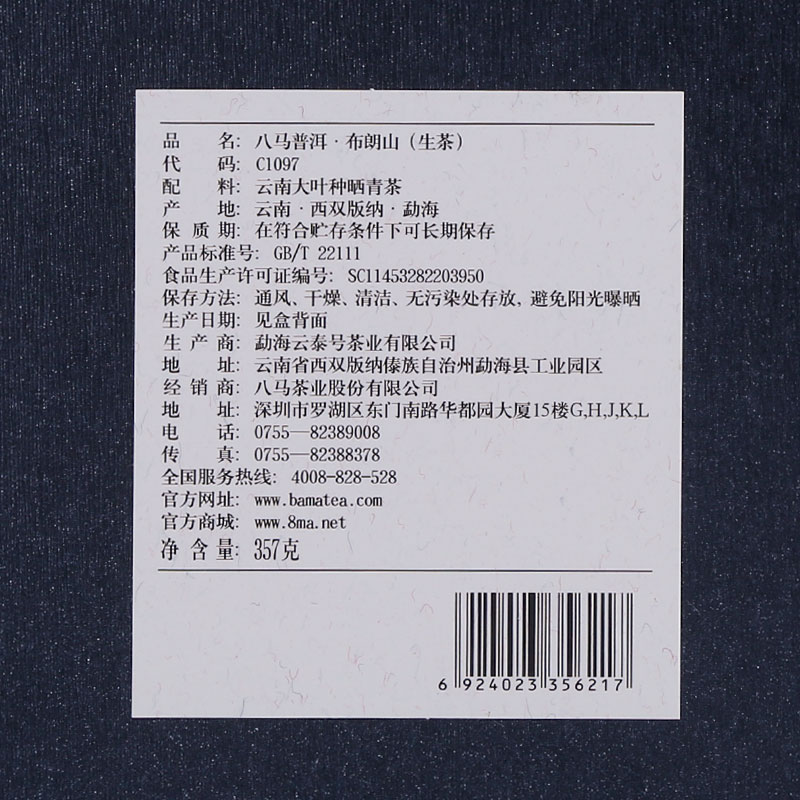 品 名: 八马普洱·布朗山（生茶）
代 码: C1097
配 料: 云南大叶种晒青茶
产 地: 云南·西双版纳·勐海
保 质 期: 在符合贮存条件下可长期保存
产品标准号: GB/T 22111
食品生产许可证编号: SC11453282203950
保存方法: 通风、干燥、清洁、无污染处存放, 避免阳光曝晒
生产日期: 见盒背面
生 产 商: 勐海云泰号茶业有限公司
地 址: 云南省西双版纳傣族自治州勐海县工业园区
经 销 商: 八马茶业股份有限公司
地 址: 深圳市罗湖区东门南路华都园大厦15楼G,H,J,K,L
电 话: 0755—82389008
传 真: 0755—82388378
全国服务热线: 4008-828-528
官方网址: www.bamatea.com
官方商城: www.8ma.net
净 含 量: 357克
6 924023 356217